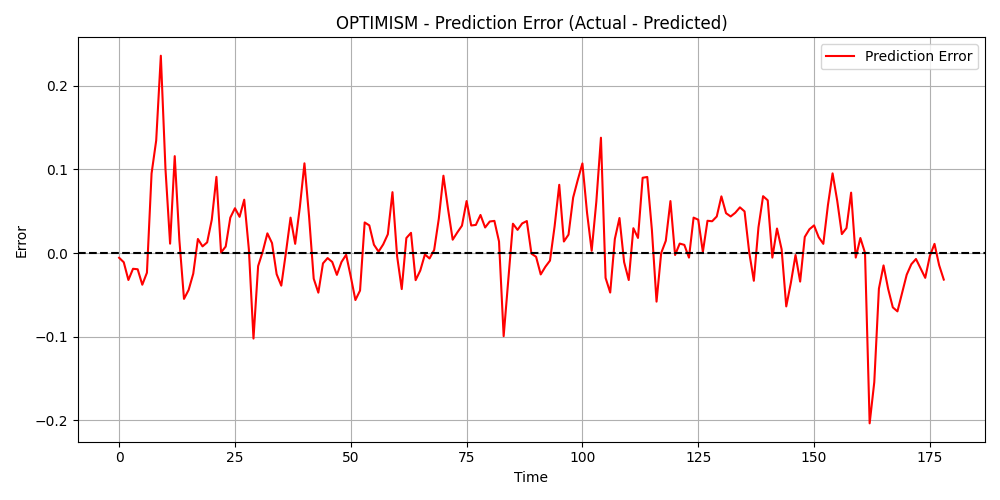 OPTIMISM - Prediction Error (Actual - Predicted)
Prediction Error
Error
0.2
0.1
0.0
−0.1
−0.2
0 25 50 75 100 125 150 175
Time